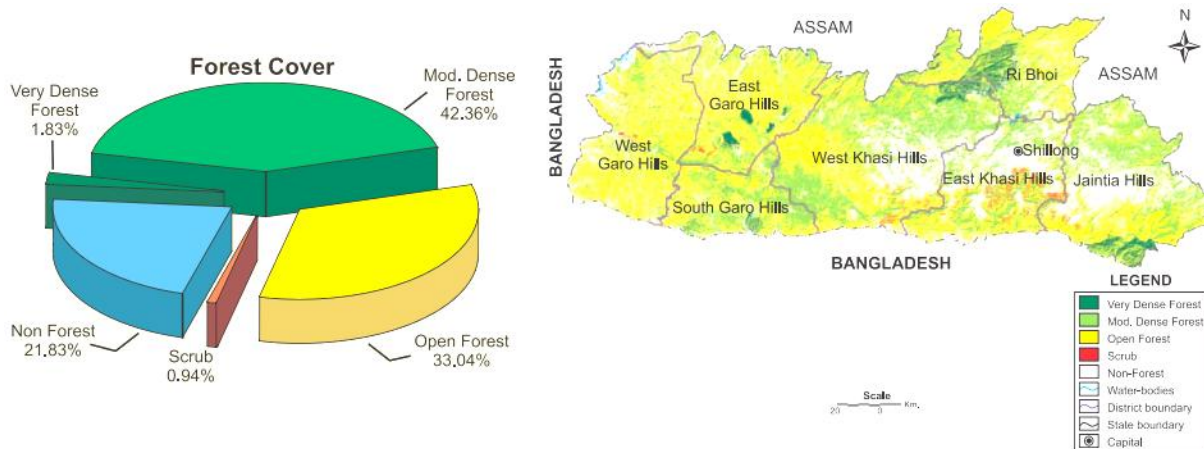 Forest Cover
Very Dense
Forest
1.83%
Mod. Dense
Forest
42.36%
Non Forest
21.83%
Scrub
0.94%
Open Forest
33.04%
ASSAM
N
BANGLADESH
East
Garo Hills
Ri Bhoi
ASSAM
West
Garo Hills
West Khasi Hills
Shillong
East Khasi Hills
Jaintia Hills
South Garo Hills
BANGLADESH
LEGEND
Very Dense Forest
Mod. Dense Forest
Open Forest
Scrub
Non-Forest
Water-bodies
District boundary
State boundary
Capital
Scale
20 0 Km.